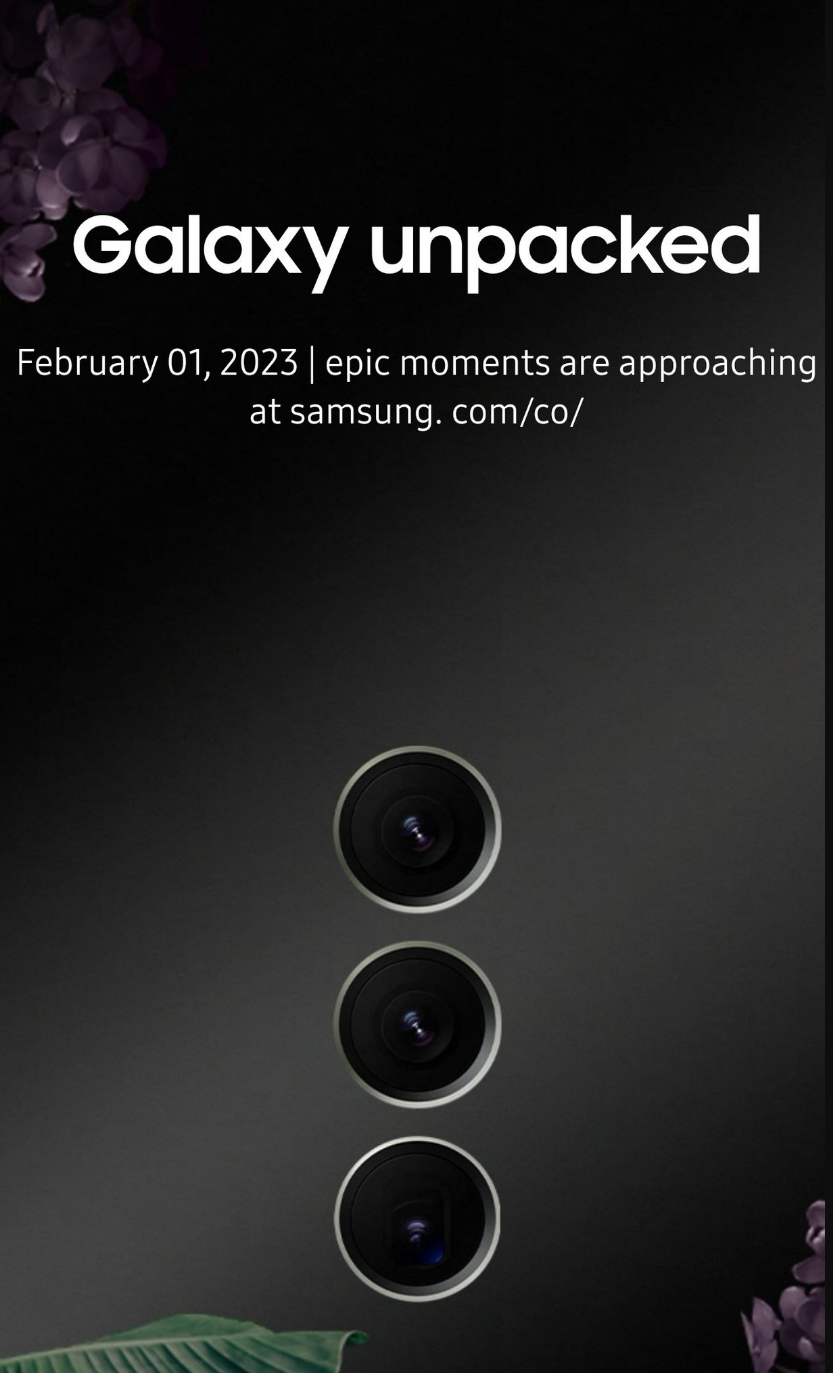 Galaxy unpacked
February 01, 2023 | epic moments are approaching
at samsung. com/co/